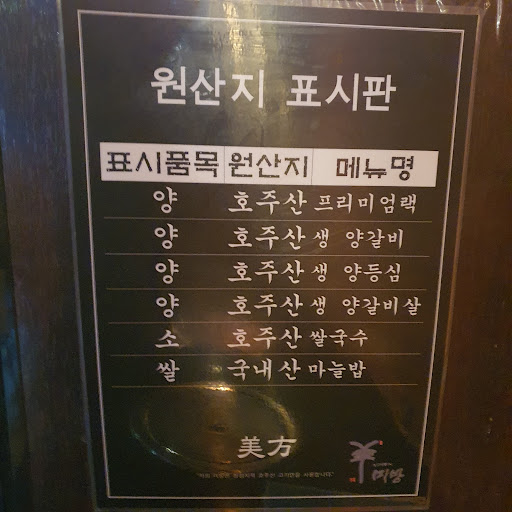 원산지 표시판
표시품목 원산지 메뉴명
양 호주산 프리미엄랙
양 호주산 생 양갈비
양 호주산 생 양등심
양 호주산 생 양갈비살
소 호주산 쌀국수
쌀 국내산 마늘밥
美方
미방